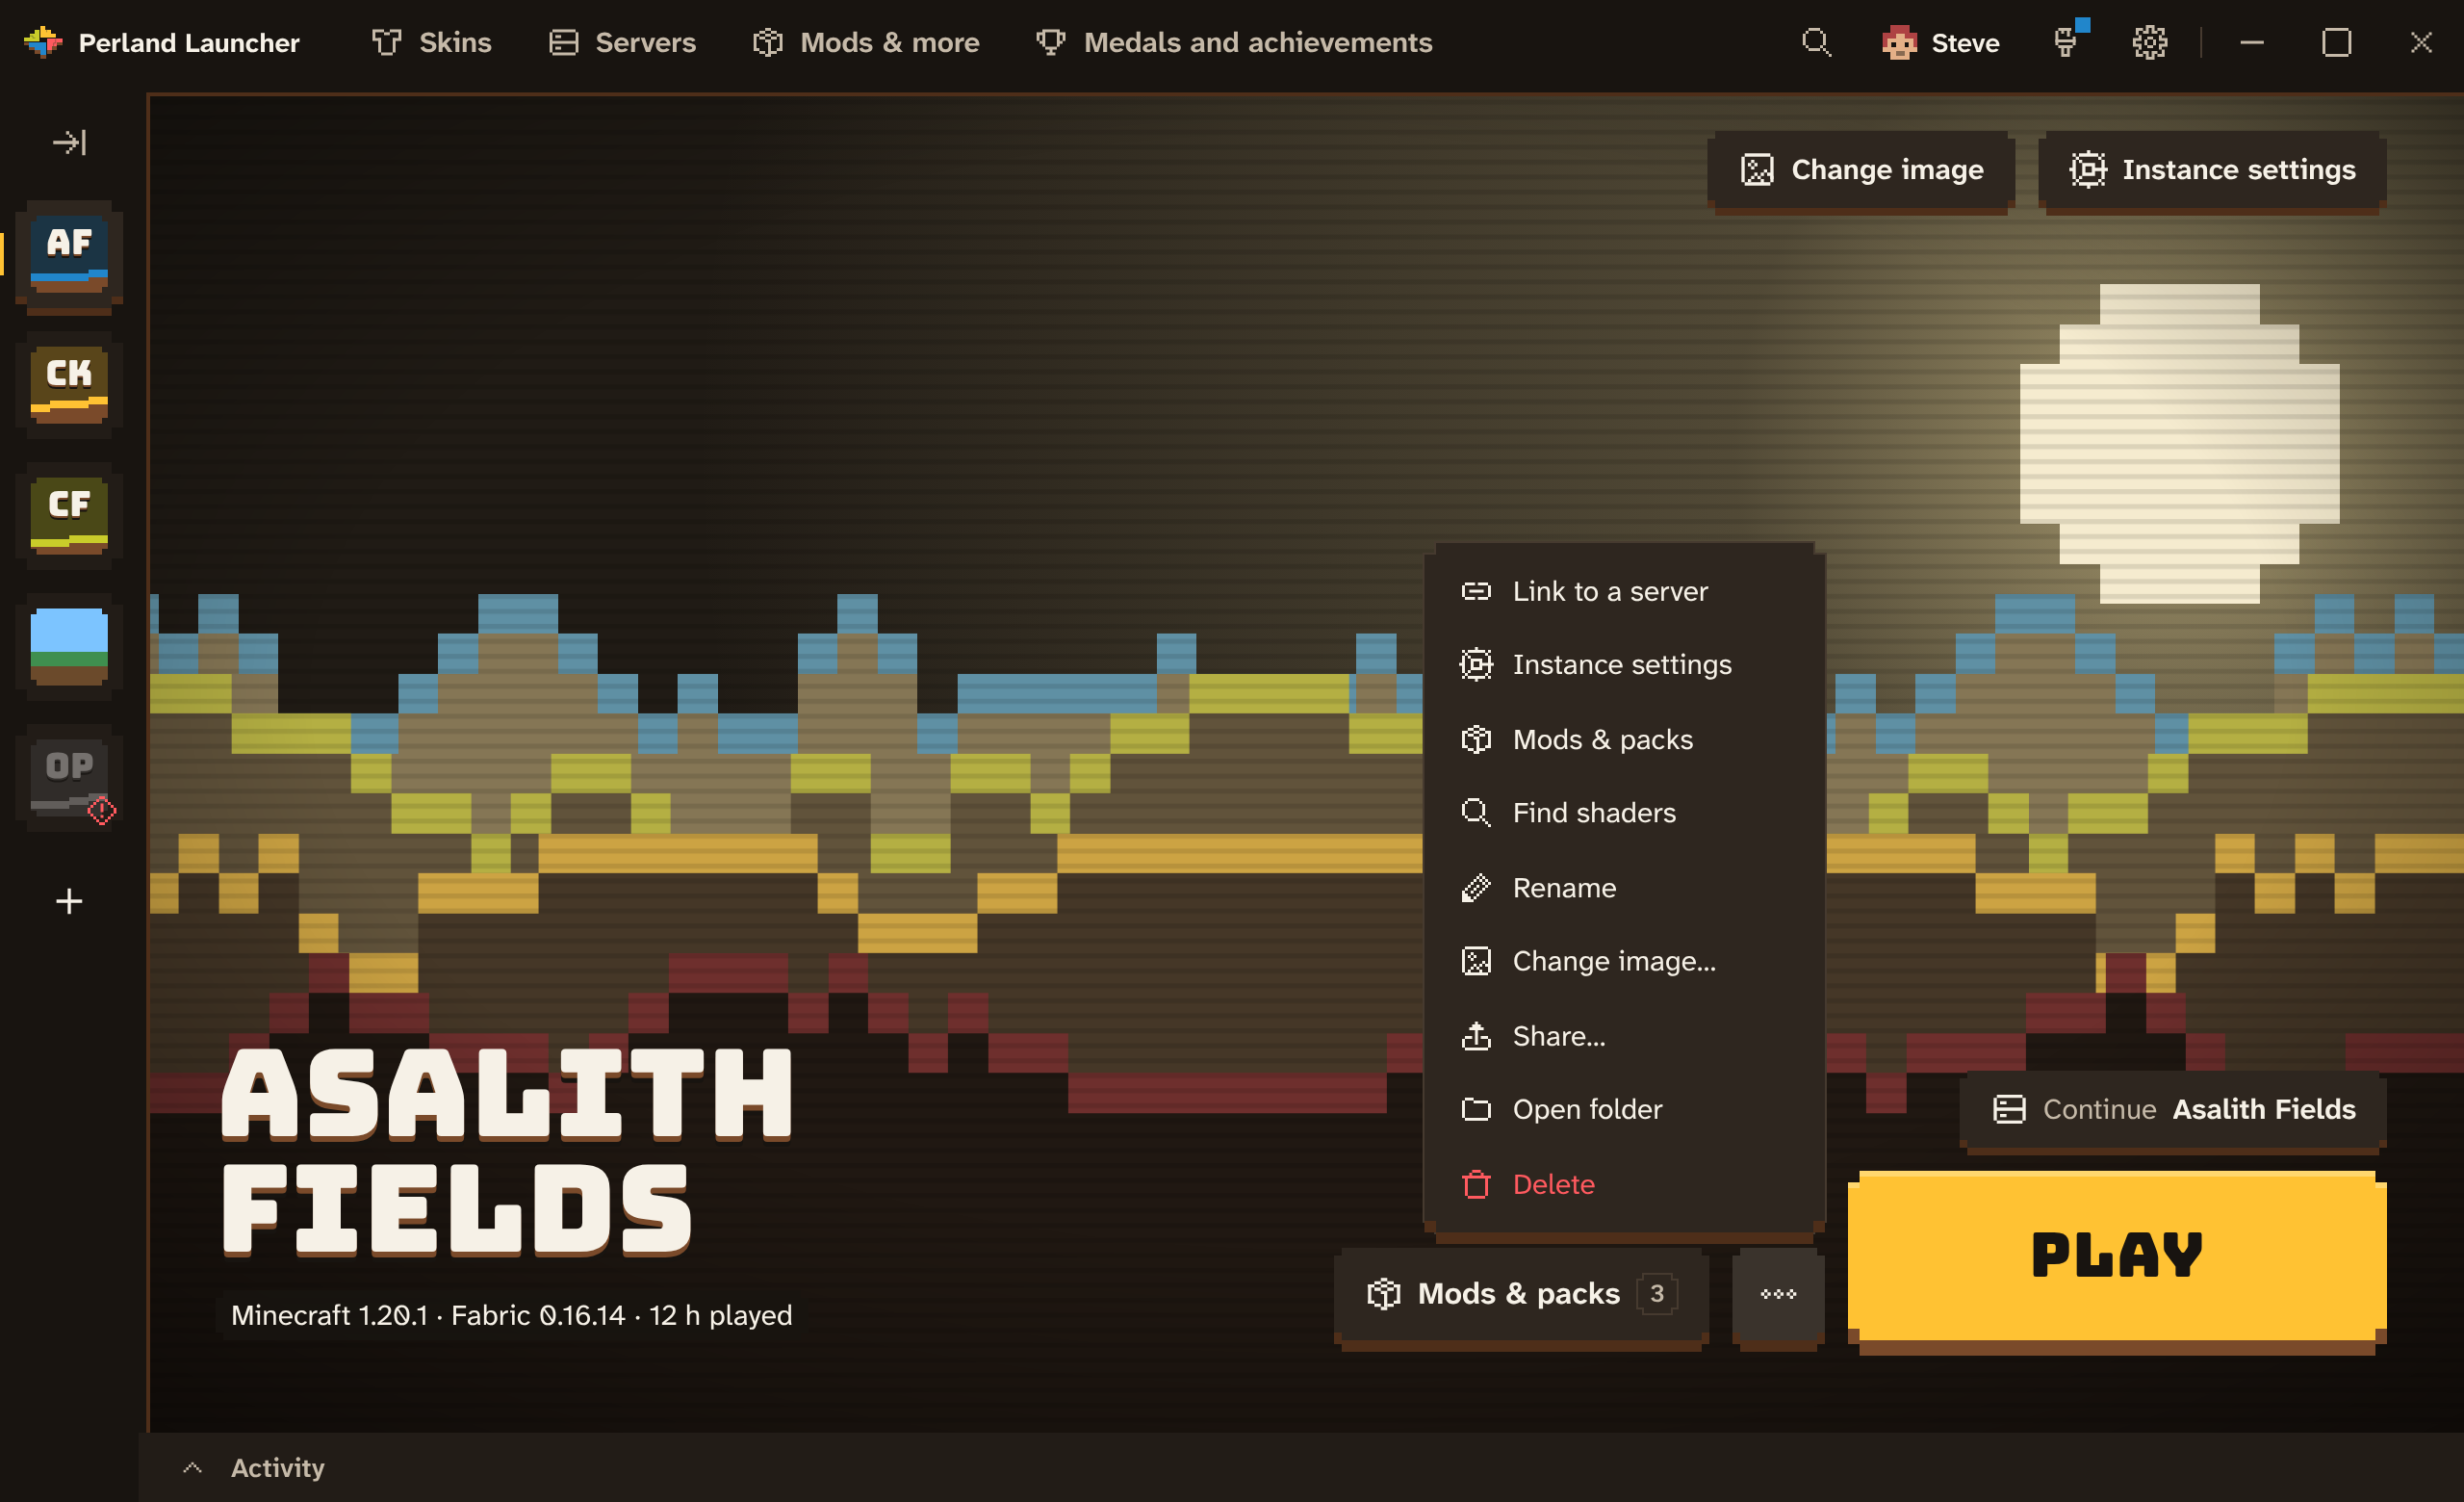 Perland Launcher
Skins
Servers
Mods & more
Medals and achievements
Steve
Change image
Instance settings
AF
CK
CF
OP
Link to a server
Instance settings
Mods & packs
Find shaders
Rename
Change image...
Share...
Open folder
Delete
ASALITH
FIELDS
Minecraft 1.20.1 · Fabric 0.16.14 · 12 h played
Continue Asalith Fields
Mods & packs 3
PLAY
Activity